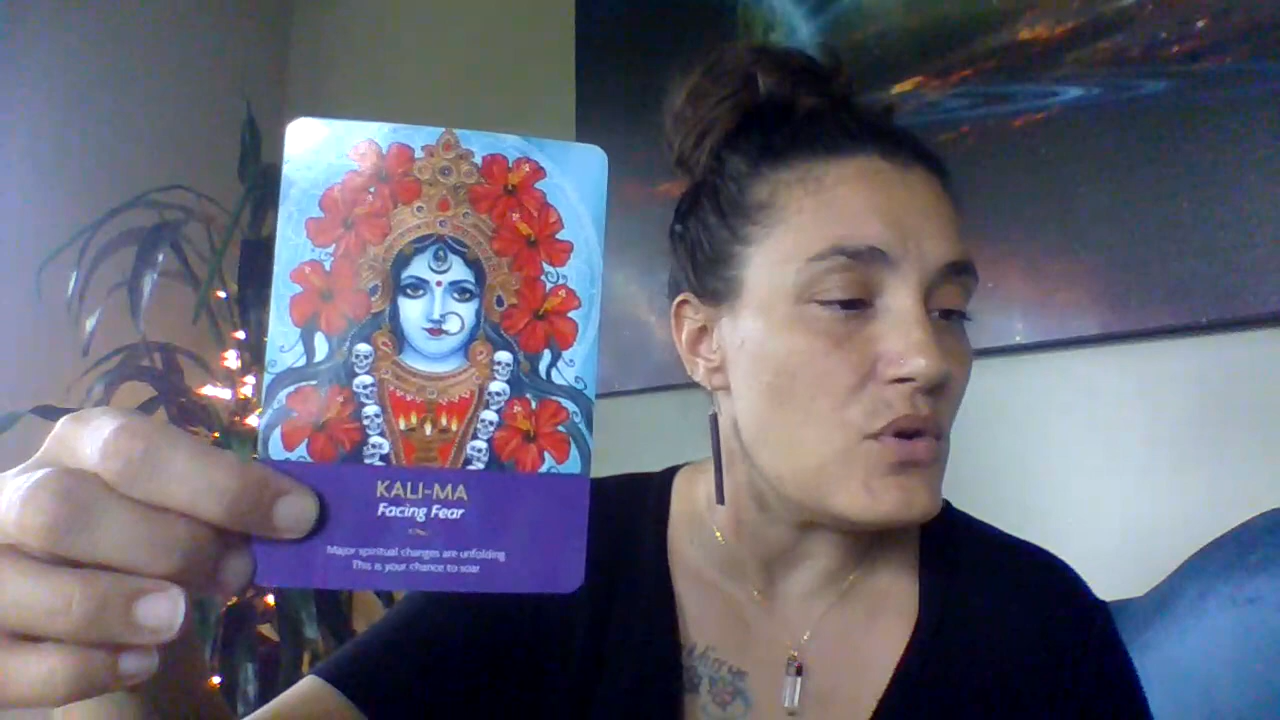 KALI-MA
Facing Fear
Major spiritual changes are unfolding
This is your chance to soar